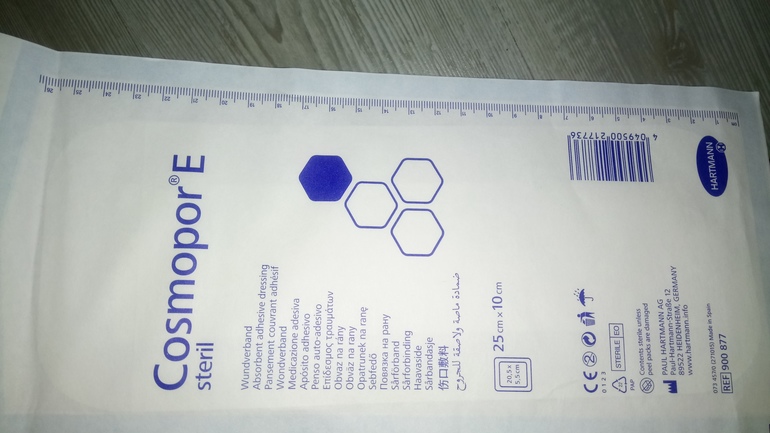 Cosmopor® E
steril
Wundverband
Absorbent adhesive dressing
Pansement couvrant adhésif
Wondverband
Medicazione adesiva
Apósito adhesivo
Penso auto-adesivo
Επίδεσμος τραυμάτων
Obvaz na rány
Obväz na rany
Opatrunek na ranę
Sebfedő
Повязка на рану
Sårförband
Sårforbinding
Haavaside
Sårbandasje
伤口敷料
ضمادة ماصة ولاصقة للجروح
20,5 x
5,5 cm
25 cm x 10 cm
4 049500 217736
HARTMANN
0123
STERILE EO
PAP
Contents sterile unless
peel packs are damaged
PAUL HARTMANN AG
Paul-Hartmann-Straße 12
89522 HEIDENHEIM, GERMANY
www.hartmann.info
Made in Spain
REF 900 877